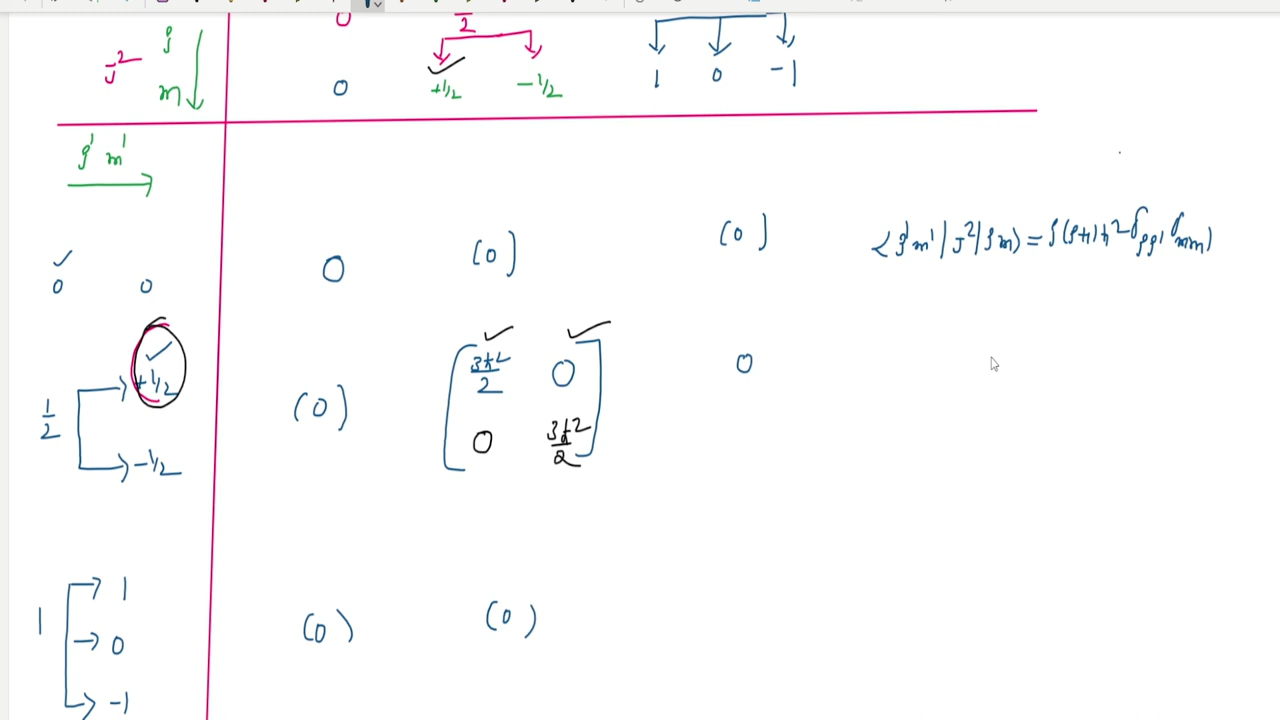 0 1/2
J² j
m 0 +1/2 -1/2 1 0 -1
j' m'
0 0 0 (0) (0) <j'm'|J²|jm> = j(j+1)ħ² δjj' δmm'
+1/2 3ħ²/2 0 0
1/2 (0)
-1/2 0 3ħ²/2
1
1 0 (0) (0)
-1